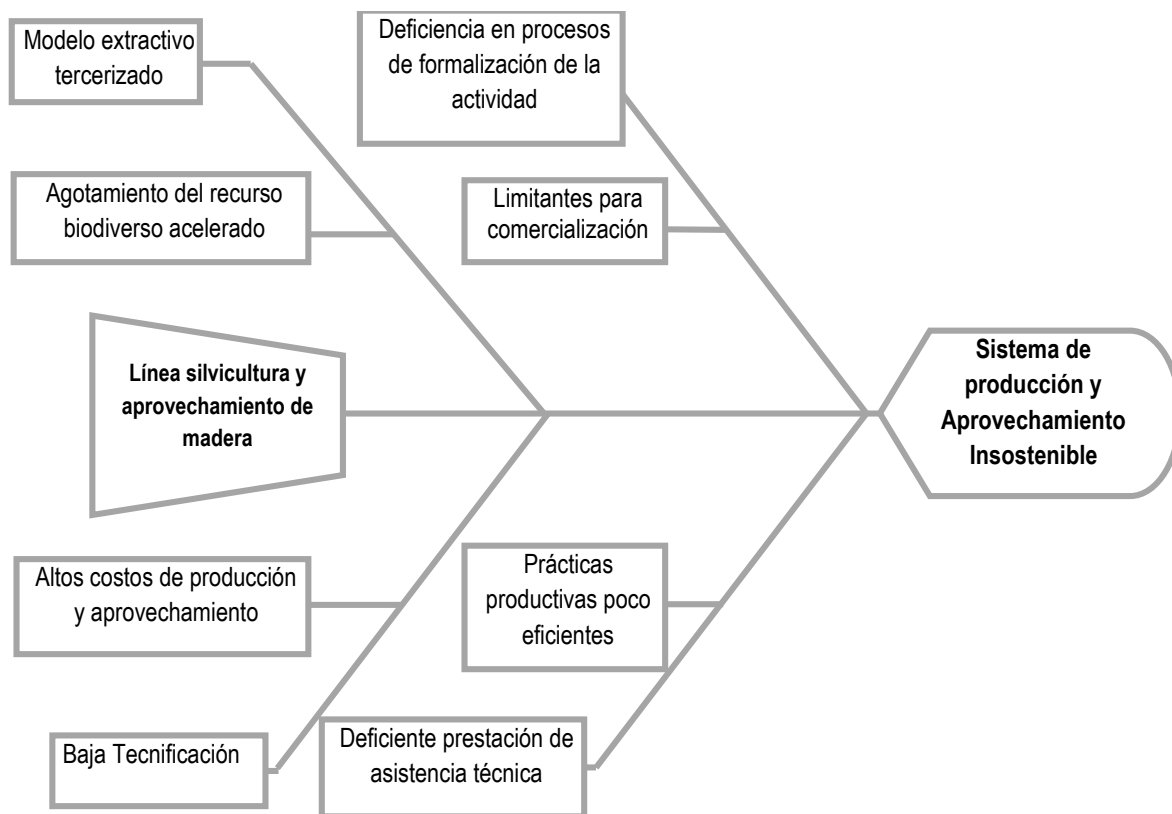 Modelo extractivo
tercerizado
Deficiencia en procesos
de formalización de la
actividad
Agotamiento del recurso
biodiverso acelerado
Limitantes para
comercialización
Línea silvicultura y
aprovechamiento de
madera
Sistema de
producción y
Aprovechamiento
Insostenible
Altos costos de producción
y aprovechamiento
Prácticas
productivas poco
eficientes
Baja Tecnificación
Deficiente prestación de
asistencia técnica